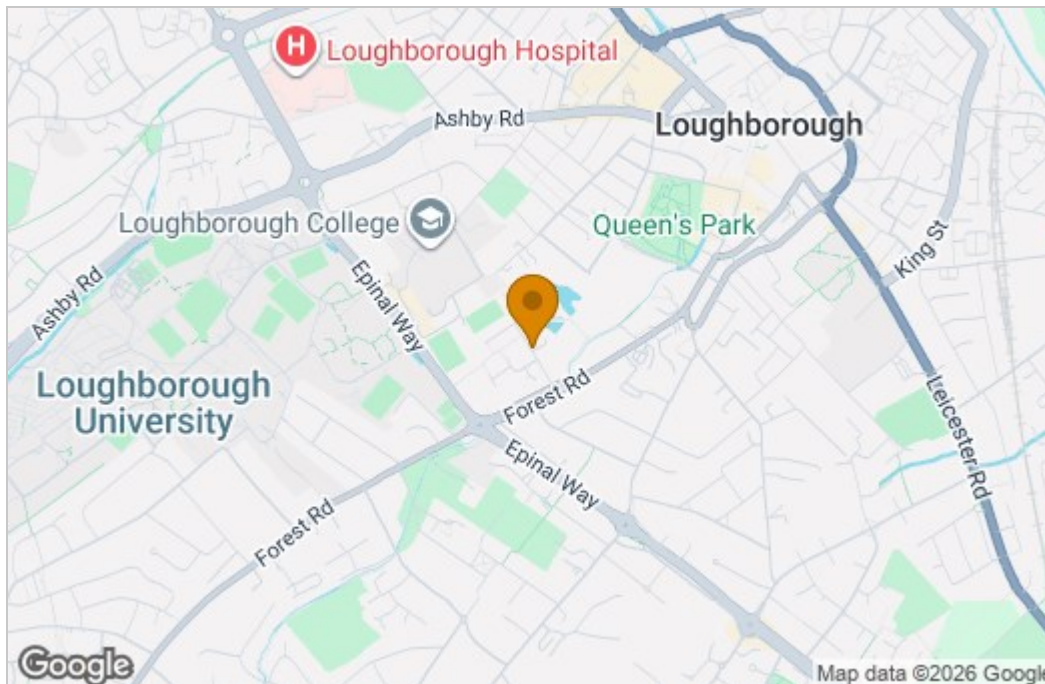 H
Loughborough Hospital
Ashby Rd
Loughborough
Loughborough College
Queen's Park
King St
Ashby Rd
Epinal Way
Loughborough
University
Forest Rd
Leicester Rd
Epinal Way
Forest Rd
Google
Map data ©2026 Google